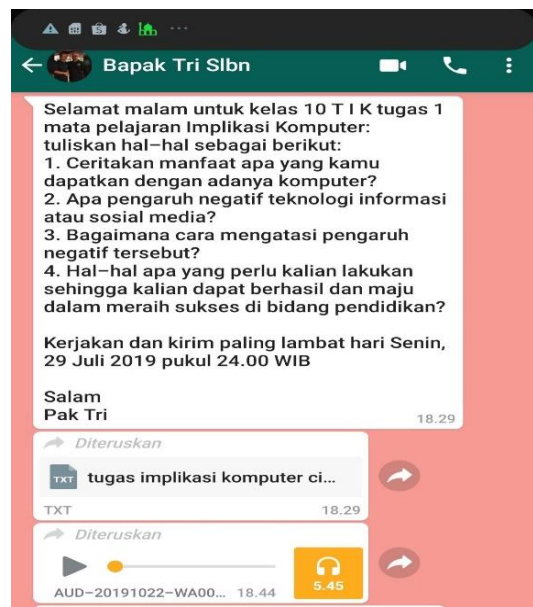 Bapak Tri Slbn
Selamat malam untuk kelas 10 T I K tugas 1
mata pelajaran Implikasi Komputer:
tuliskan hal-hal sebagai berikut:
1. Ceritakan manfaat apa yang kamu
dapatkan dengan adanya komputer?
2. Apa pengaruh negatif teknologi informasi
atau sosial media?
3. Bagaimana cara mengatasi pengaruh
negatif tersebut?
4. Hal-hal apa yang perlu kalian lakukan
sehingga kalian dapat berhasil dan maju
dalam meraih sukses di bidang pendidikan?
Kerjakan dan kirim paling lambat hari Senin,
29 Juli 2019 pukul 24.00 WIB
Salam
Pak Tri
18.29
Diteruskan
TXT tugas implikasi komputer ci...
TXT 18.29
Diteruskan
5.45
AUD-20191022-WA00... 18.44